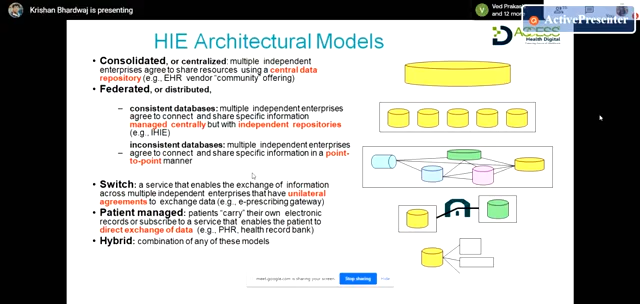 Krishan Bhardwaj is presenting
Ved Prakash
and 12 more
ActivePresenter
HIE Architectural Models
ACCESS
Health Digital
• Consolidated, or centralized: multiple independent
enterprises agree to share resources using a central data
repository (e.g., EHR vendor “community” offering)
• Federated, or distributed,
– consistent databases: multiple independent enterprises
agree to connect and share specific information
managed centrally but with independent repositories
(e.g., IHIE)
inconsistent databases: multiple independent enterprises
– agree to connect and share specific information in a point-
to-point manner
• Switch: a service that enables the exchange of information
across multiple independent enterprises that have unilateral
agreements to exchange data (e.g., e-prescribing gateway)
• Patient managed: patients “carry” their own electronic
records or subscribe to a service that enables the patient to
direct exchange of data (e.g., PHR, health record bank)
• Hybrid: combination of any of these models
meet.google.com is sharing your screen.
Stop sharing
Hide